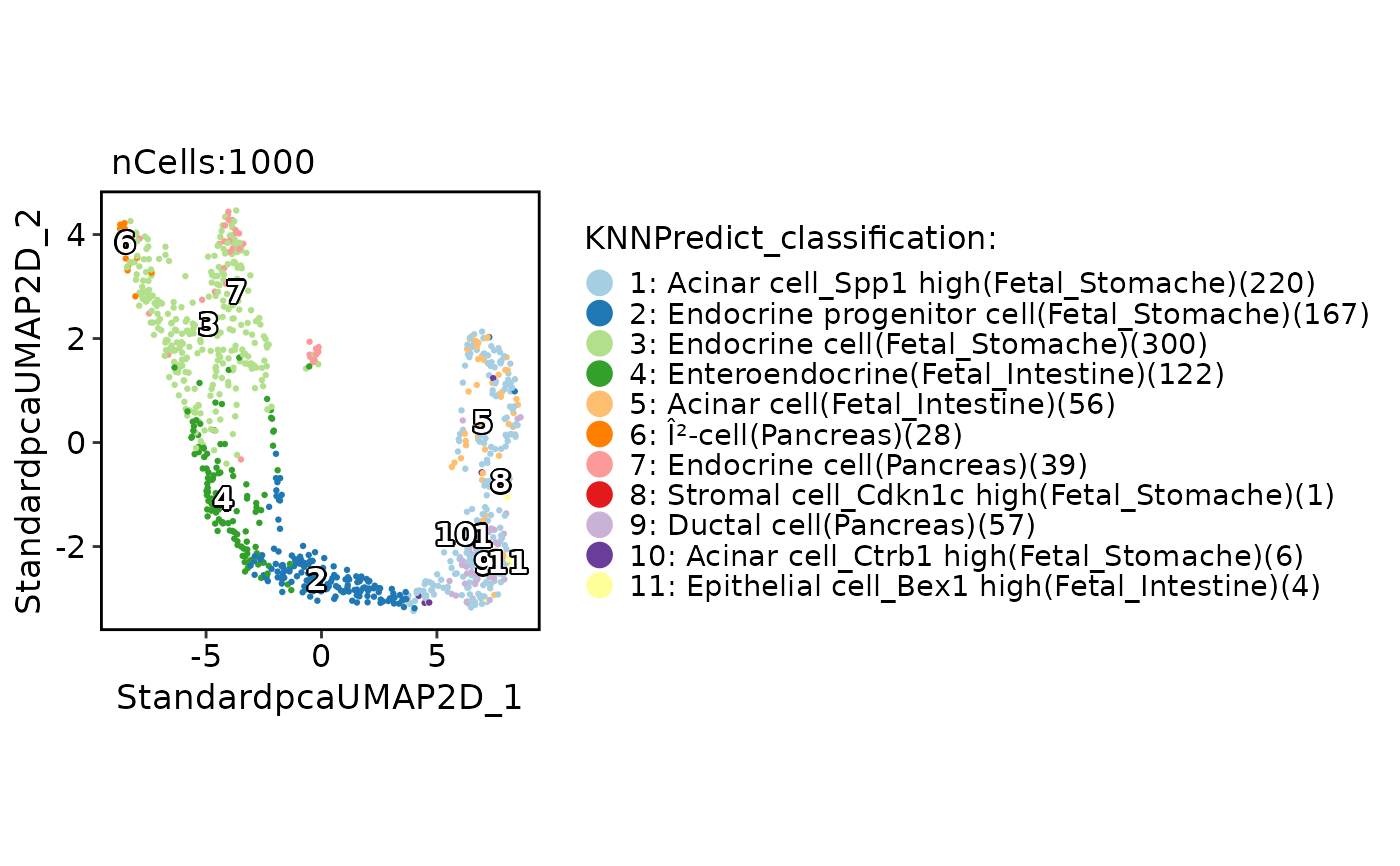 nCells:1000
StandardpcaUMAP2D_2
4
2
0
-2
6
7
3
5
8
4
10
1
9
11
2
-5
0
5
StandardpcaUMAP2D_1
KNNPredict_classification:
1: Acinar cell_Spp1 high(Fetal_Stomache)(220)
2: Endocrine progenitor cell(Fetal_Stomache)(167)
3: Endocrine cell(Fetal_Stomache)(300)
4: Enteroendocrine(Fetal_Intestine)(122)
5: Acinar cell(Fetal_Intestine)(56)
6: Î²-cell(Pancreas)(28)
7: Endocrine cell(Pancreas)(39)
8: Stromal cell_Cdkn1c high(Fetal_Stomache)(1)
9: Ductal cell(Pancreas)(57)
10: Acinar cell_Ctrb1 high(Fetal_Stomache)(6)
11: Epithelial cell_Bex1 high(Fetal_Intestine)(4)